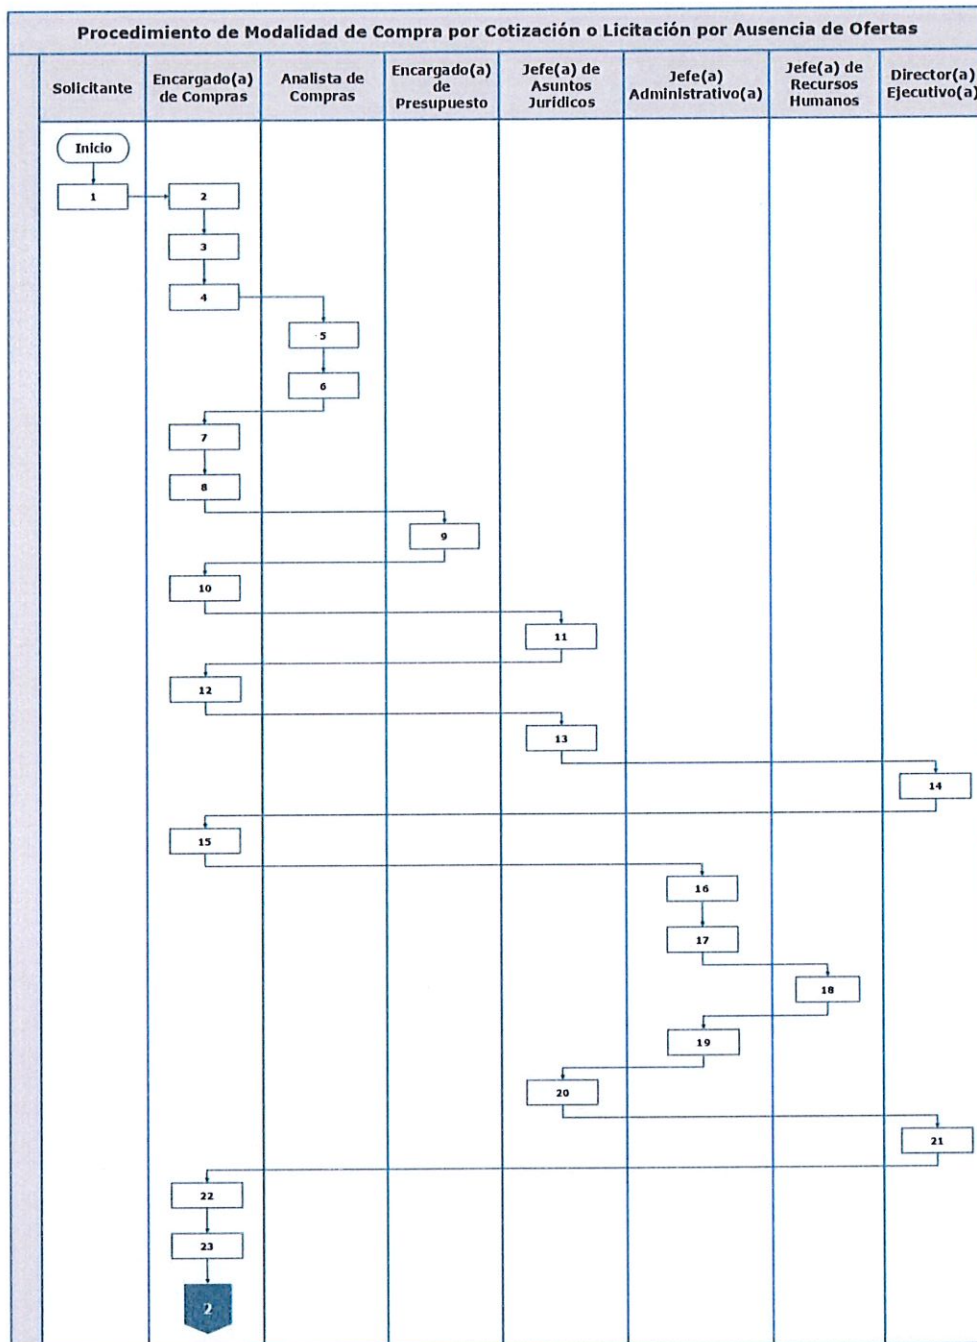 Procedimiento de Modalidad de Compra por Cotización o Licitación por Ausencia de Ofertas
Solicitante
Encargado(a)
de Compras
Analista de
Compras
Encargado(a)
de
Presupuesto
Jefe(a) de
Asuntos
Jurídicos
Jefe(a)
Administrativo(a)
Jefe(a) de
Recursos
Humanos
Director(a)
Ejecutivo(a)
Inicio
1
2
3
4
5
6
7
8
9
10
11
12
13
14
15
16
17
18
19
20
21
22
23
2